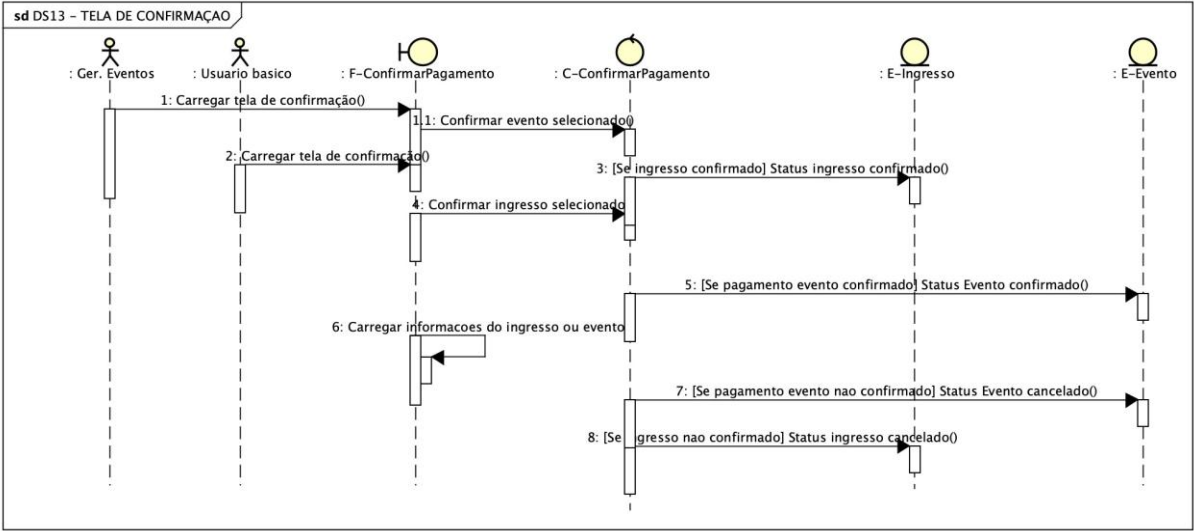 sd DS13 - TELA DE CONFIRMAÇAO
: Ger. Eventos
: Usuario basico
: F-ConfirmarPagamento
: C-ConfirmarPagamento
: E-Ingresso
: E-Evento
1: Carregar tela de confirmação()
1.1: Confirmar evento selecionado()
2: Carregar tela de confirmação()
3: [Se ingresso confirmado] Status ingresso confirmado()
4: Confirmar ingresso selecionado
5: [Se pagamento evento confirmado] Status Evento confirmado()
6: Carregar informacoes do ingresso ou evento
7: [Se pagamento evento nao confirmado] Status Evento cancelado()
8: [Se ingresso nao confirmado] Status ingresso cancelado()